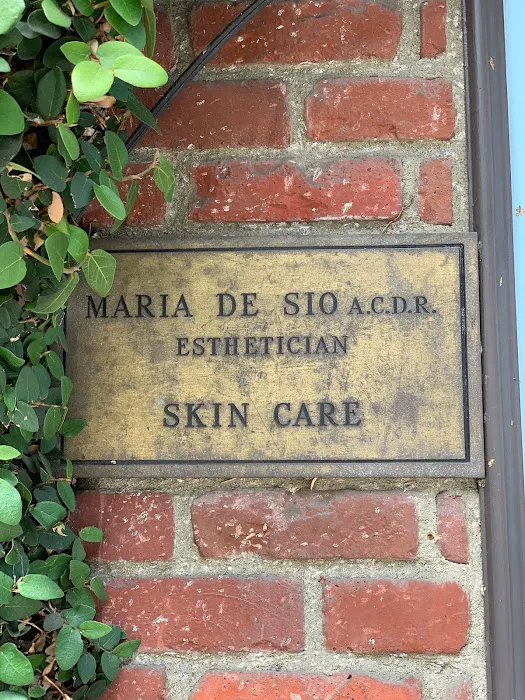 MARIA DE SIO A.C.D.R.
ESTHETICIAN
SKIN CARE